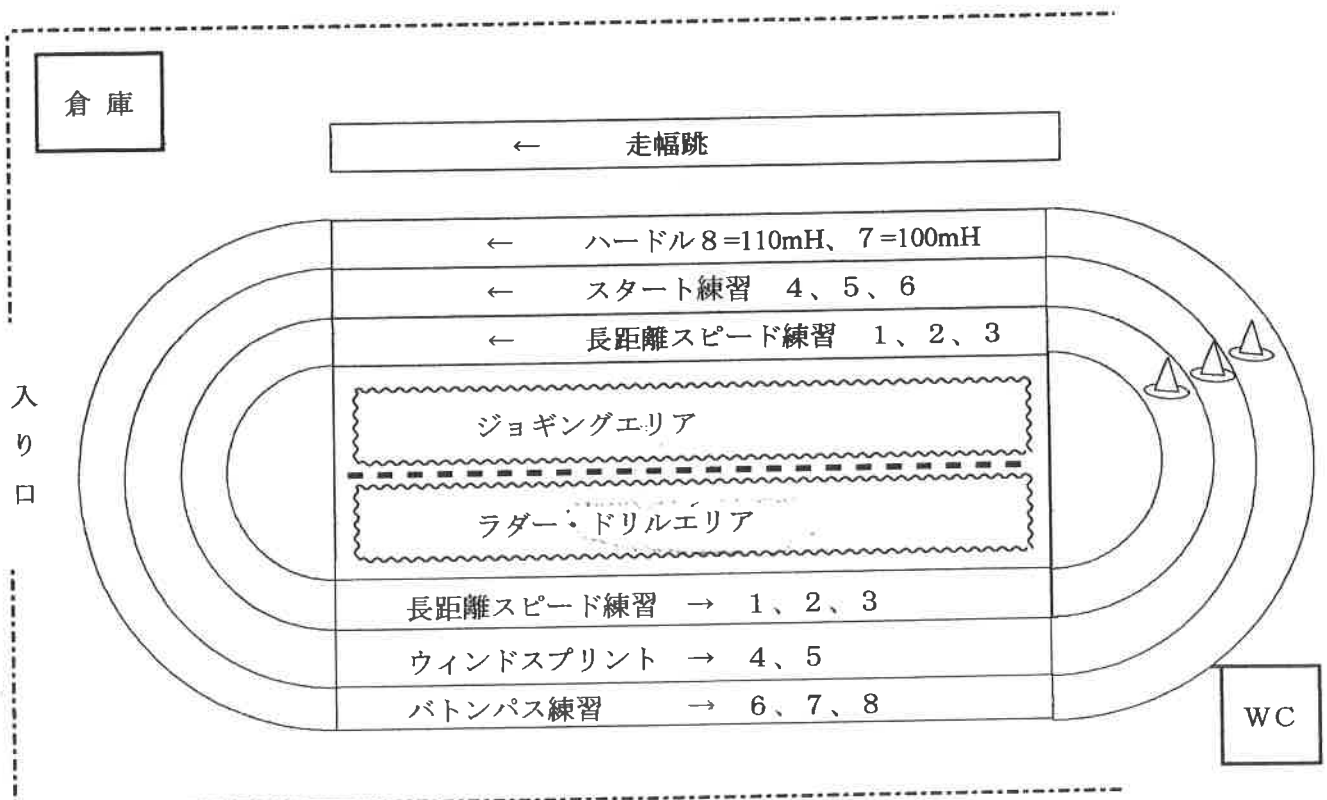 倉庫
← 走幅跳
← ハードル8=110mH、7=100mH
← スタート練習 4、5、6
← 長距離スピード練習 1、2、3
入り口
ジョギングエリア
ラダー・ドリルエリア
長距離スピード練習 → 1、2、3
ウィンドスプリント → 4、5
バトンパス練習 → 6、7、8
WC